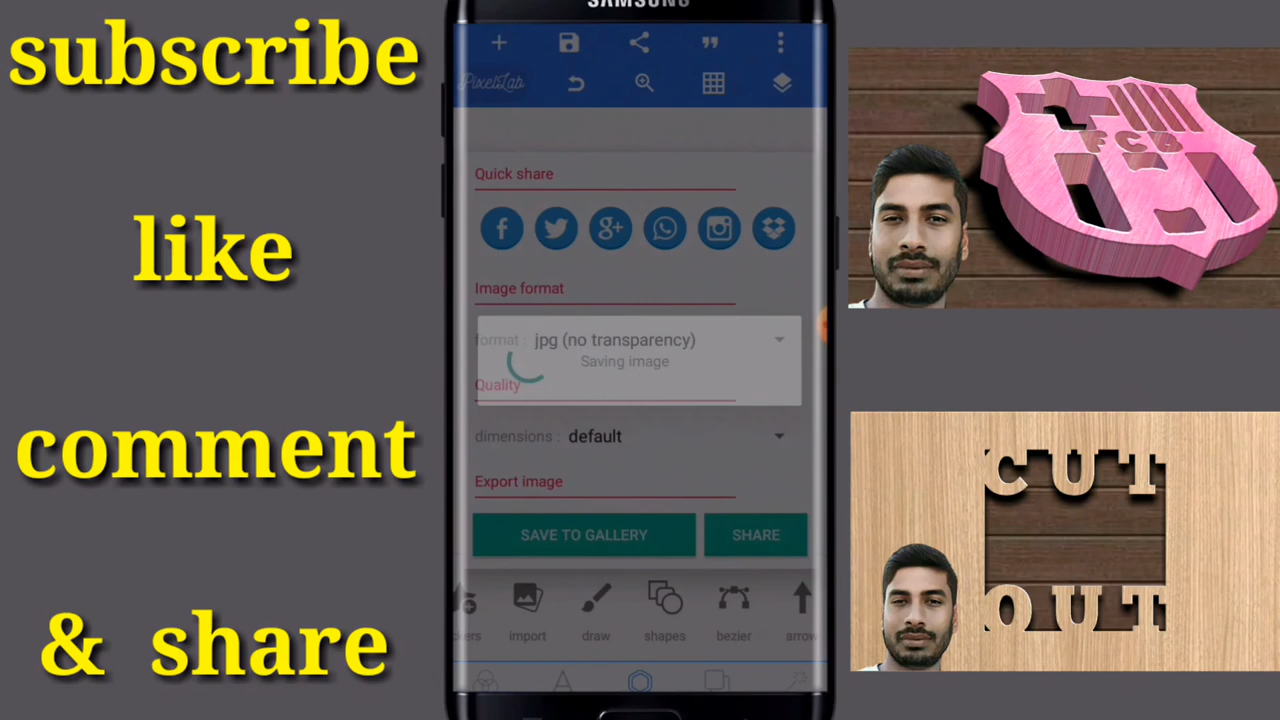 subscribe
like
comment
& share
SAMSUNG
PixelLab
Quick share
Image format
format : jpg (no transparency)
Saving image
Quality
dimensions : default
Export image
SAVE TO GALLERY
SHARE
import
draw
shapes
bezier
arrow
FCB
CUT
OUT